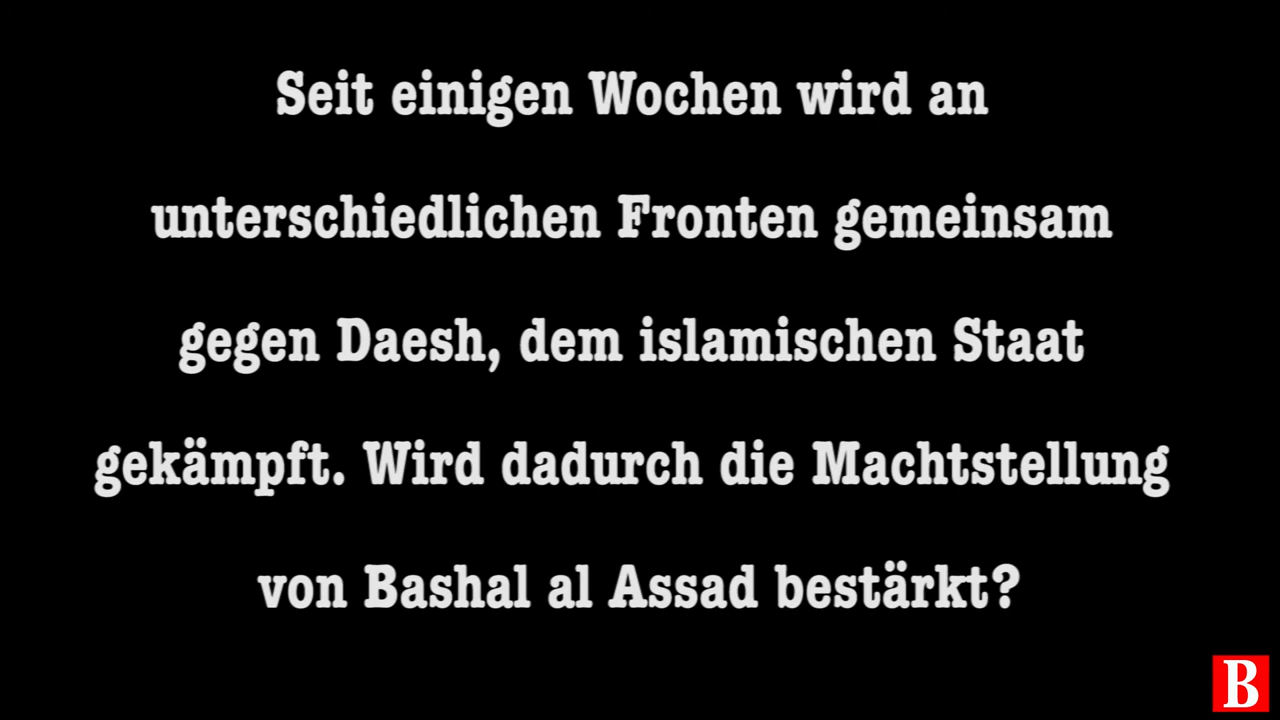 Seit einigen Wochen wird an
unterschiedlichen Fronten gemeinsam
gegen Daesh, dem islamischen Staat
gekämpft. Wird dadurch die Machtstellung
von Bashal al Assad bestärkt?
B